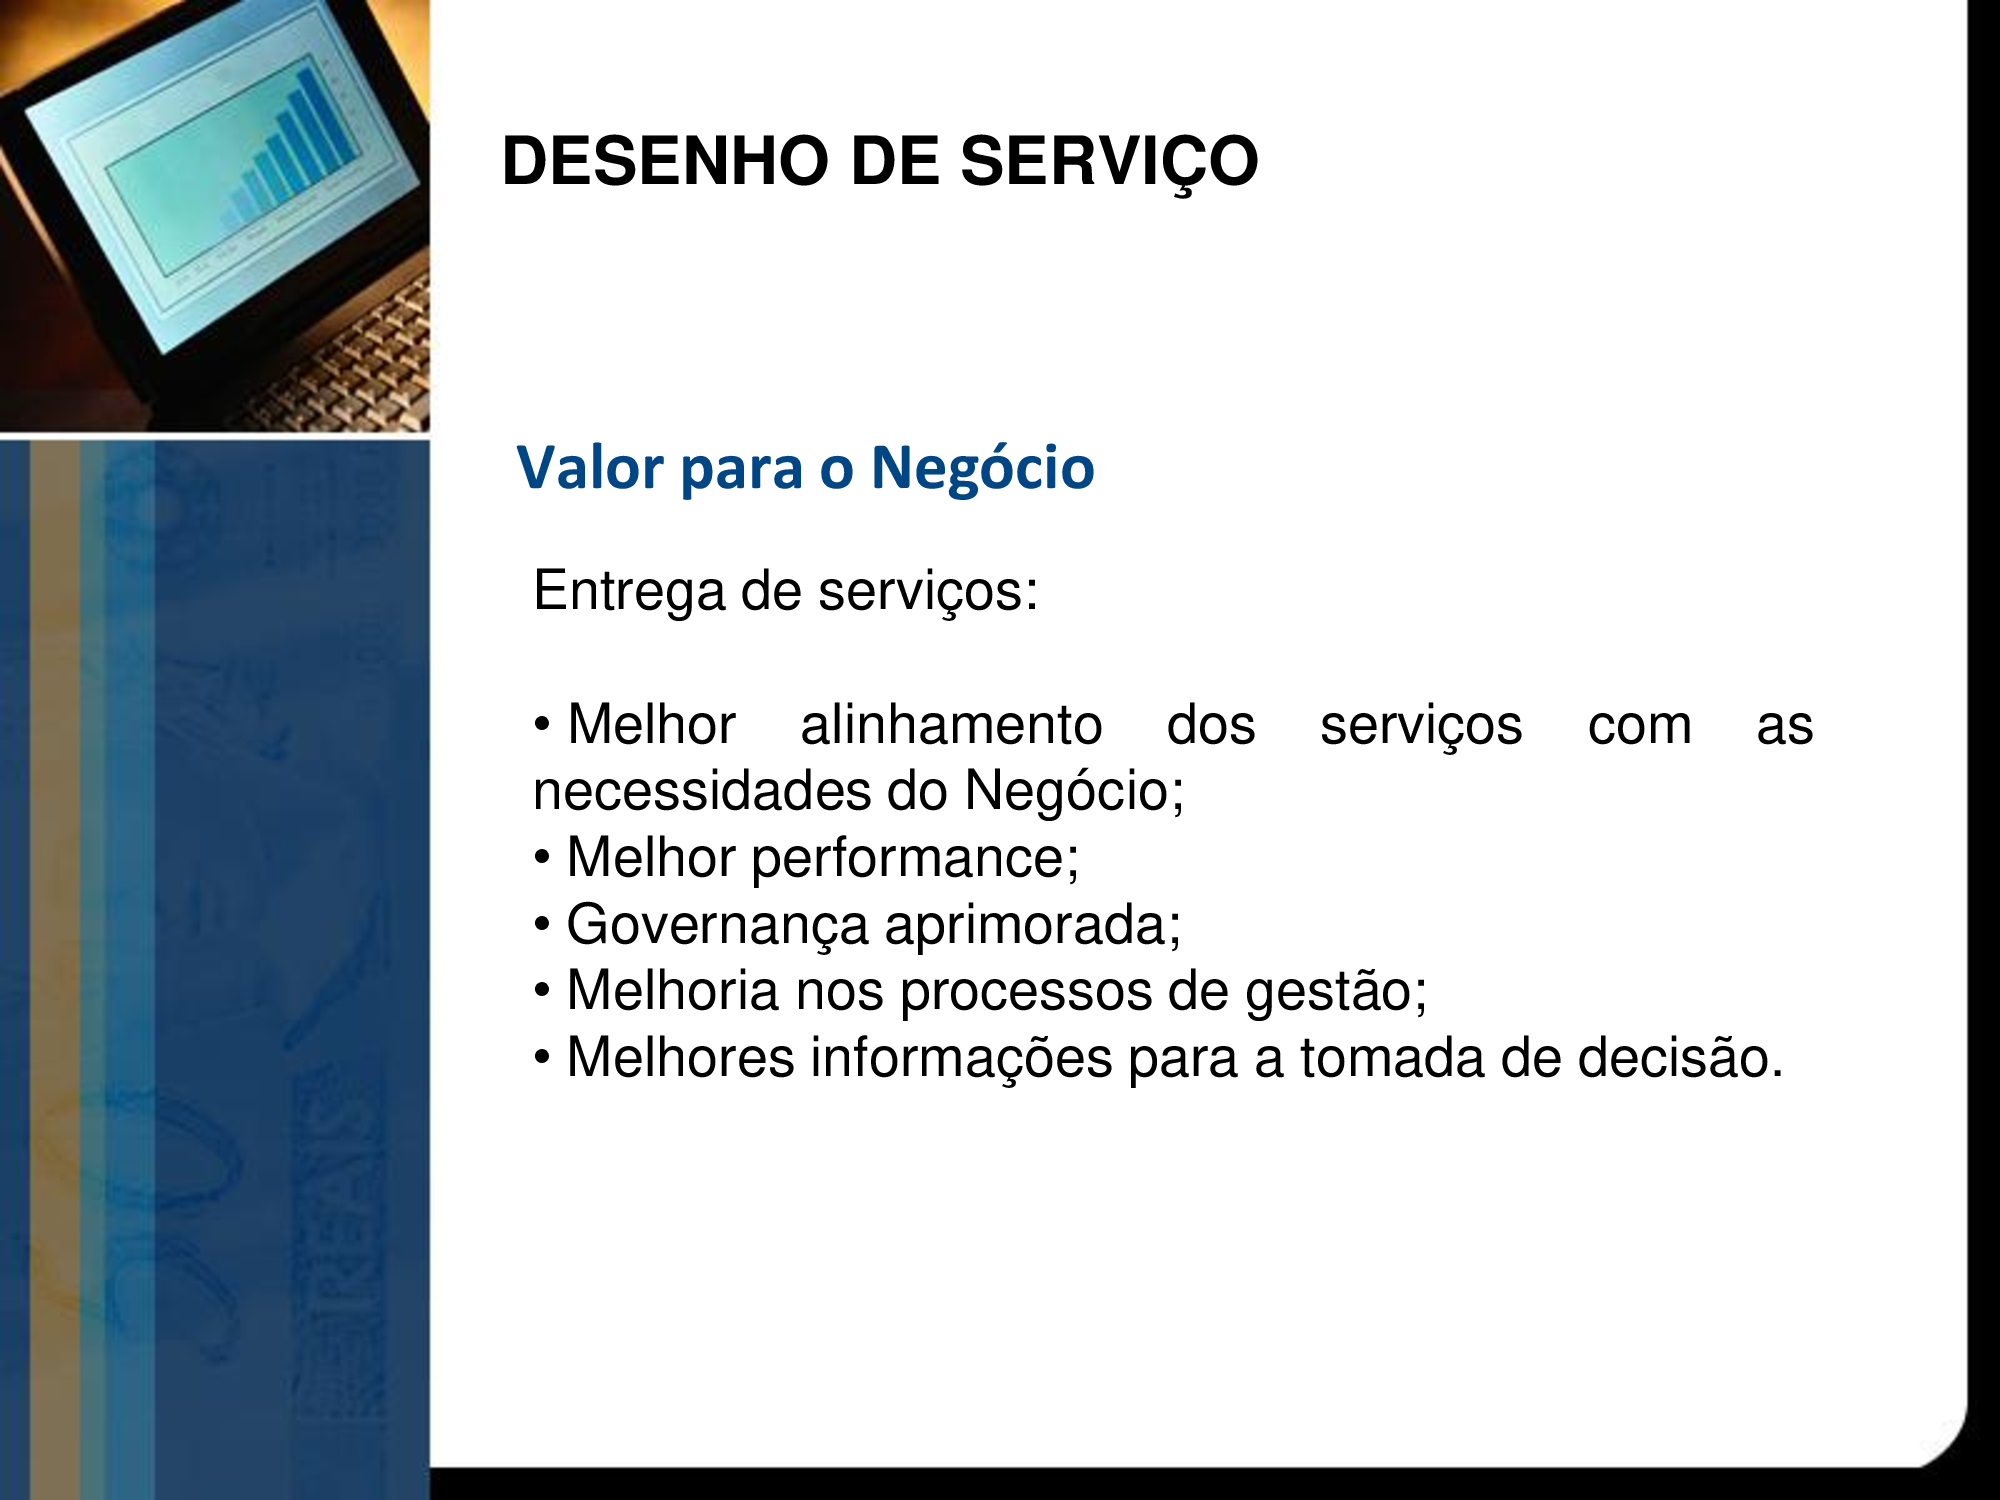 DESENHO DE SERVIÇO
Valor para o Negócio
Entrega de serviços:
• Melhor alinhamento dos serviços com as
necessidades do Negócio;
• Melhor performance;
• Governança aprimorada;
• Melhoria nos processos de gestão;
• Melhores informações para a tomada de decisão.
REAIS